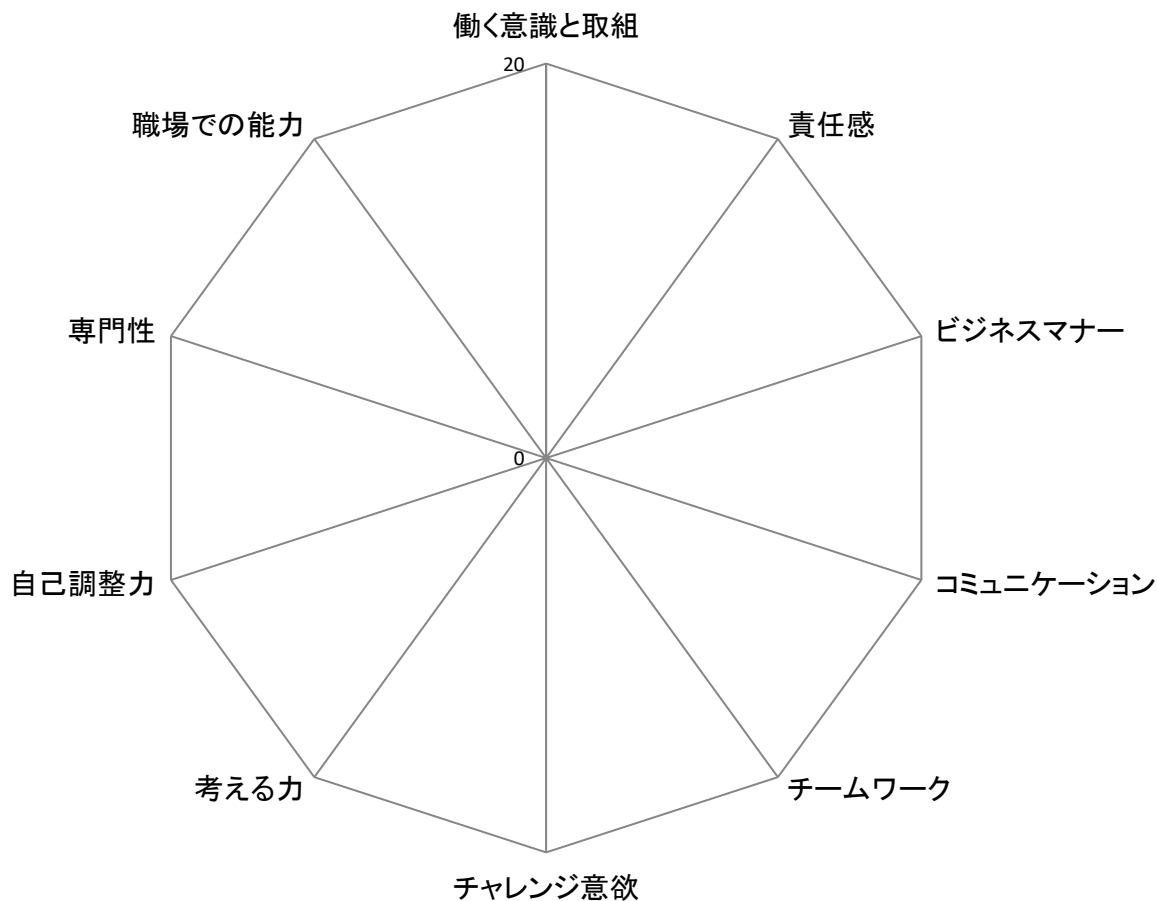 働く意識と取組
20
職場での能力
責任感
専門性
ビジネスマナー
0
自己調整力
コミュニケーション
考える力
チームワーク
チャレンジ意欲